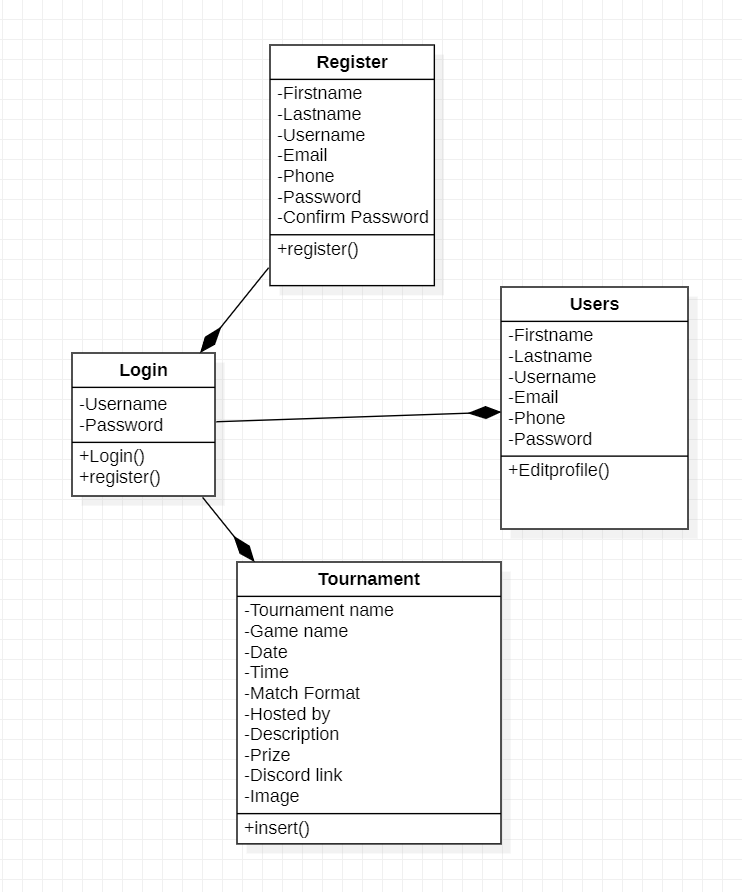 Register
-Firstname
-Lastname
-Username
-Email
-Phone
-Password
-Confirm Password
+register()
Users
-Firstname
-Lastname
-Username
-Email
-Phone
-Password
+Editprofile()
Login
-Username
-Password
+Login()
+register()
Tournament
-Tournament name
-Game name
-Date
-Time
-Match Format
-Hosted by
-Description
-Prize
-Discord link
-Image
+insert()